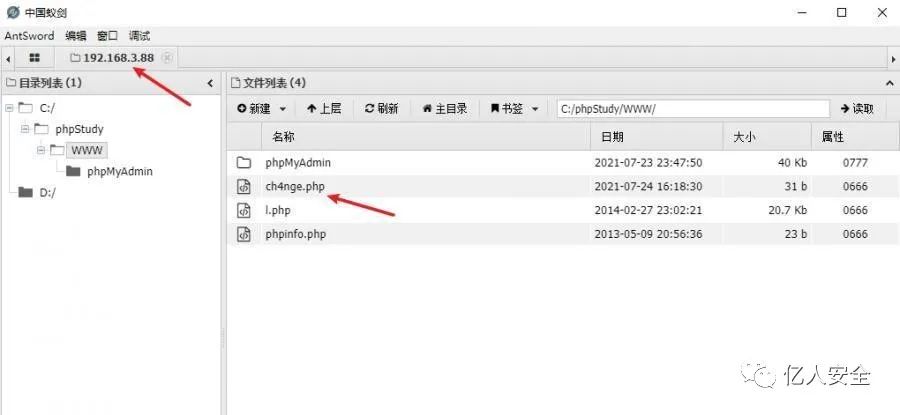 中国蚁剑
AntSword 编辑 窗口 调试
192.168.3.88
目录列表 (1)
C:/
phpStudy
WWW
phpMyAdmin
D:/
文件列表 (4)
新建 上层 刷新 主目录 书签 C:/phpStudy/WWW/ 读取
名称 日期 大小 属性
phpMyAdmin 2021-07-23 23:47:50 40 Kb 0777
ch4nge.php 2021-07-24 16:18:30 31 b 0666
l.php 2014-02-27 23:02:21 20.7 Kb 0666
phpinfo.php 2013-05-09 20:56:36 23 b 0666
亿人安全